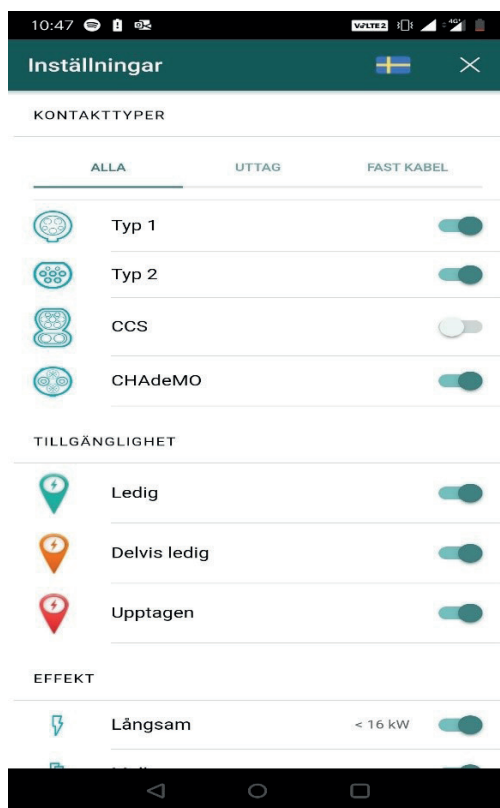 10:47
VoLTE2 4G+
Inställningar
KONTAKTTYPER
ALLA UTTAG FAST KABEL
Typ 1
Typ 2
CCS
CHAdeMO
TILLGÄNGLIGHET
Ledig
Delvis ledig
Upptagen
EFFEKT
Långsam < 16 kW